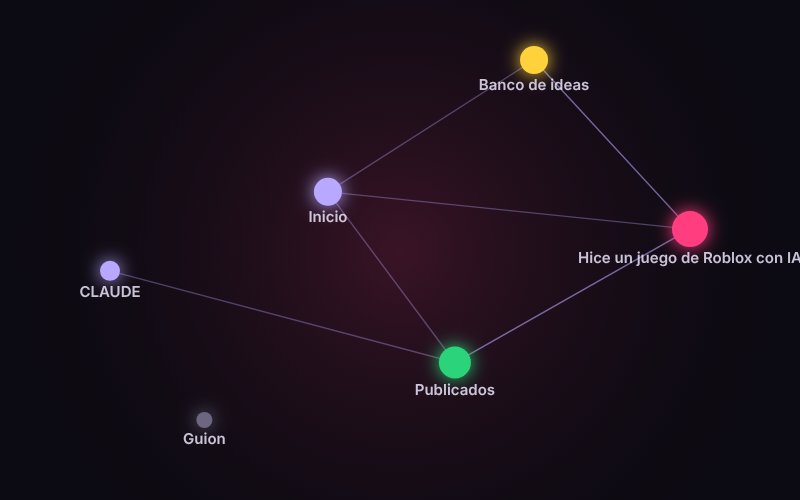 Banco de ideas
Inicio
Hice un juego de Roblox con IA
CLAUDE
Publicados
Guion